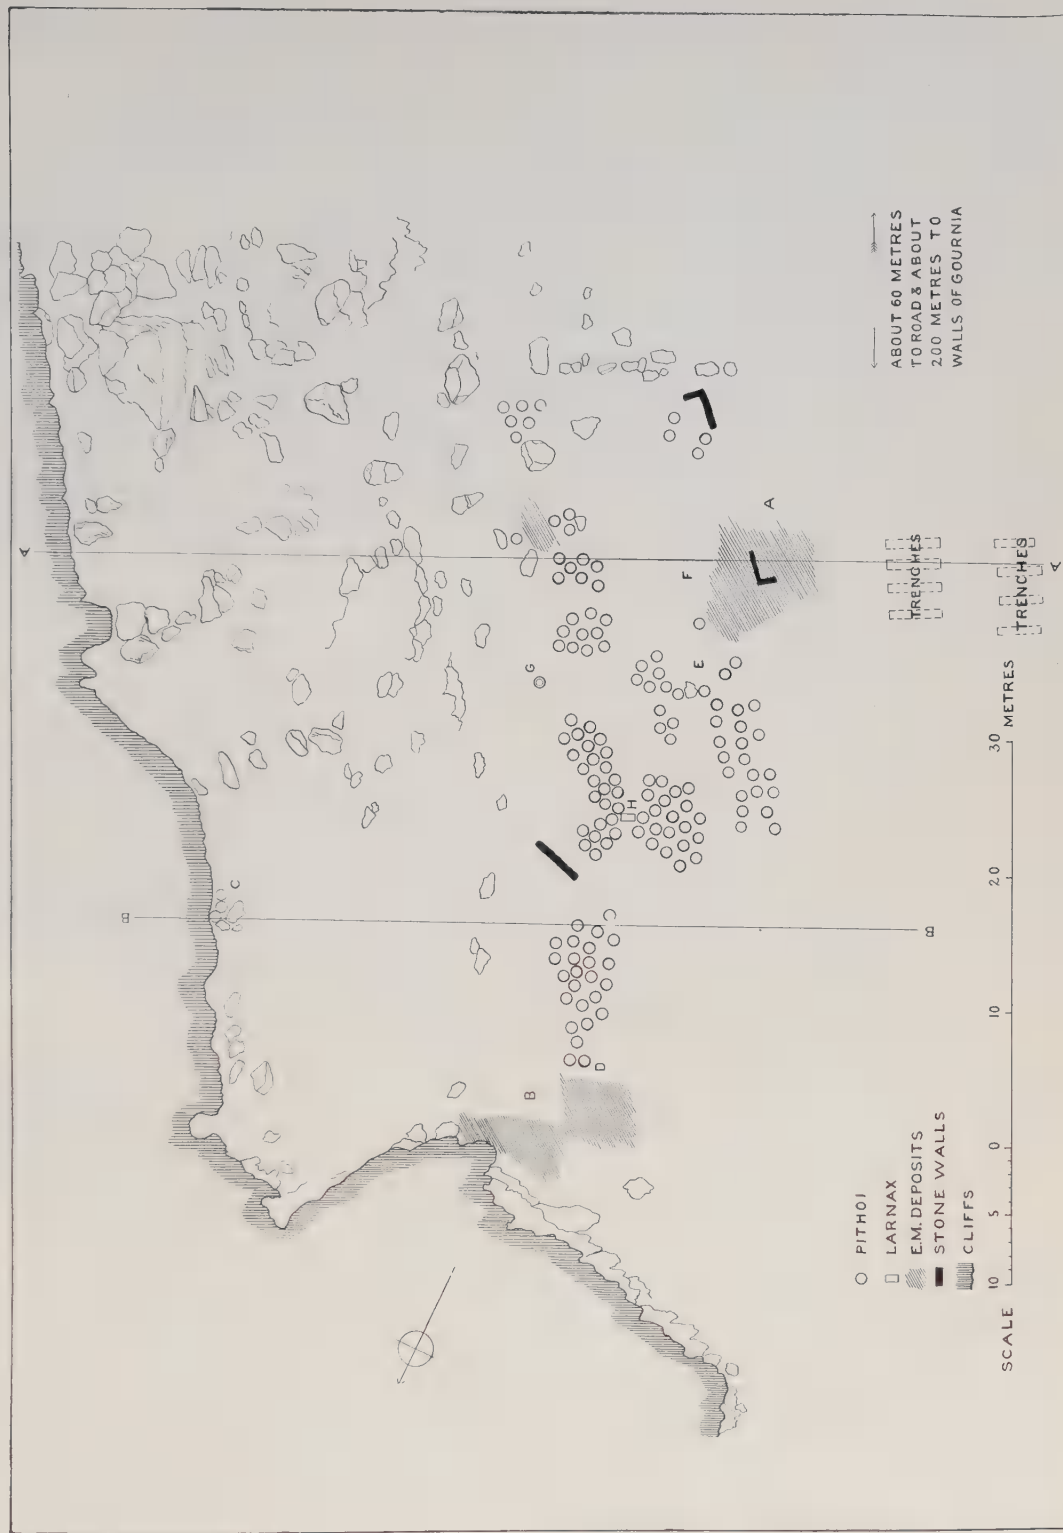 ABOUT 60 METRES
TO ROAD & ABOUT
200 METRES TO
WALLS OF GOURNIA
A
B
C
B
G
H
D
F
E
A
B
TRENCHES
TRENCHES
A
PITHOI
LARNAX
E.M. DEPOSITS
STONE WALLS
CLIFFS
SCALE
10 5 0 10 20 30 METRES